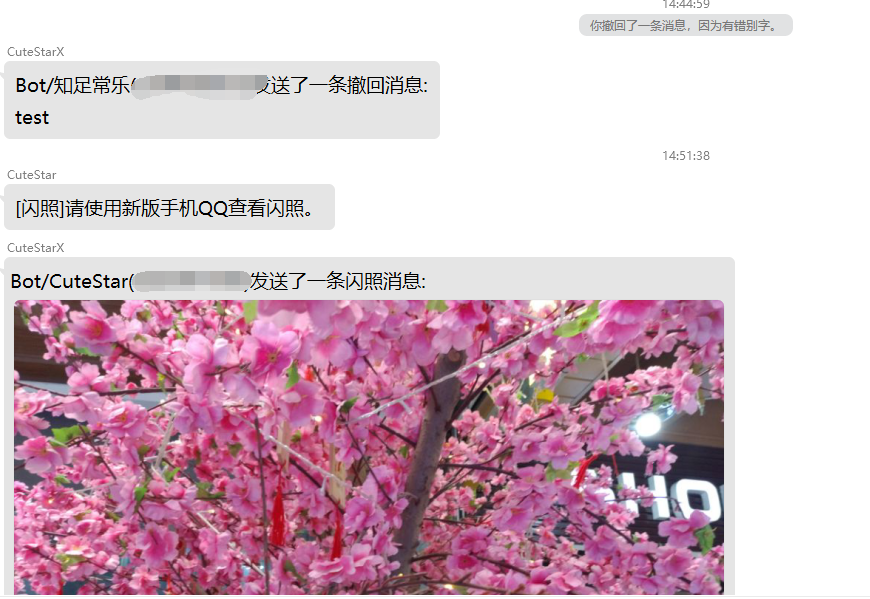 14:44:59
你撤回了一条消息，因为有错别字。
CuteStarX
Bot/知足常乐(发送了一条撤回消息:
test
14:51:38
CuteStar
[闪照]请使用新版手机QQ查看闪照。
CuteStarX
Bot/CuteStar()发送了一条闪照消息:
HO